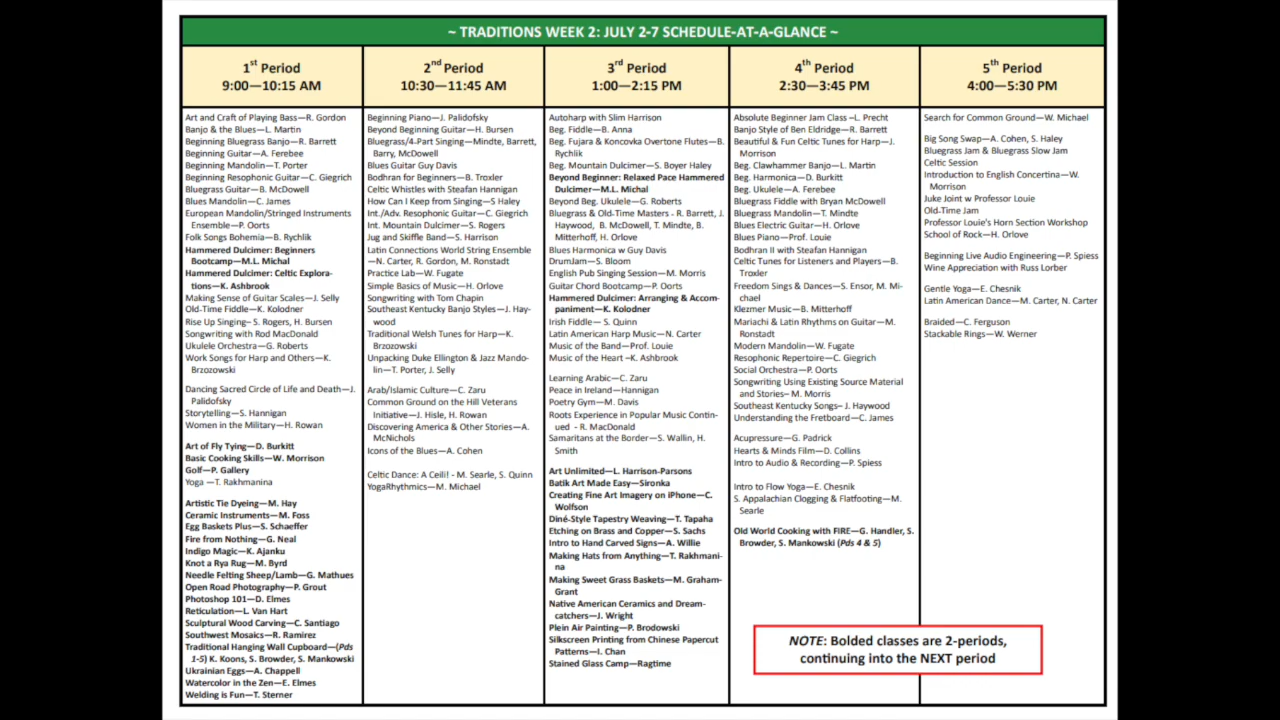 ~ TRADITIONS WEEK 2: JULY 2-7 SCHEDULE-AT-A-GLANCE ~
1st Period
9:00—10:15 AM
2nd Period
10:30—11:45 AM
3rd Period
1:00—2:15 PM
4th Period
2:30—3:45 PM
5th Period
4:00—5:30 PM
Art and Craft of Playing Bass—R. Gordon
Banjo & the Blues—L. Martin
Beginning Bluegrass Banjo—R. Barrett
Beginning Guitar—A. Ferebee
Beginning Mandolin—T. Porter
Beginning Resophonic Guitar—C. Giegrich
Bluegrass Guitar—B. McDowell
Blues Mandolin—C. James
European Mandolin/Stringed Instruments
Ensemble—P. Oorts
Folk Songs Bohemia—B. Rychlik
Hammered Dulcimer: Beginners
Bootcamp—M.L. Michal
Hammered Dulcimer: Celtic Explora-
tions—K. Ashbrook
Making Sense of Guitar Scales—J. Selly
Old-Time Fiddle—K. Kolodner
Rise Up Singing– S. Rogers, H. Bursen
Songwriting with Rod MacDonald
Ukulele Orchestra—G. Roberts
Work Songs for Harp and Others—K.
Brzozowski
Dancing Sacred Circle of Life and Death—J.
Palidofsky
Storytelling—S. Hannigan
Women in the Military—H. Rowan
Art of Fly Tying—D. Burkitt
Basic Cooking Skills—W. Morrison
Golf—P. Gallery
Yoga —T. Rakhmanina
Artistic Tie Dyeing—M. Hay
Ceramic Instruments—M. Foss
Egg Baskets Plus—S. Schaeffer
Fire from Nothing—G. Neal
Indigo Magic—K. Ajanku
Knot a Rya Rug—M. Byrd
Needle Felting Sheep/Lamb—G. Mathues
Open Road Photography—P. Grout
Photoshop 101—D. Elmes
Reticulation—L. Van Hart
Sculptural Wood Carving—C. Santiago
Southwest Mosaics—R. Ramirez
Traditional Hanging Wall Cupboard—(Pds
1-5) K. Koons, S. Browder, S. Mankowski
Ukrainian Eggs—A. Chappell
Watercolor in the Zen—E. Elmes
Welding is Fun—T. Sterner
Beginning Piano—J. Palidofsky
Beyond Beginning Guitar—H. Bursen
Bluegrass/4-Part Singing—Mindte, Barrett,
Barry, McDowell
Blues Guitar Guy Davis
Bodhran for Beginners—B. Troxler
Celtic Whistles with Steafan Hannigan
How Can I Keep from Singing—S Haley
Int./Adv. Resophonic Guitar—C. Giegrich
Int. Mountain Dulcimer—S. Rogers
Jug and Skiffle Band—S. Harrison
Latin Connections World String Ensemble
—N. Carter, R. Gordon, M. Ronstadt
Practice Lab—W. Fugate
Simple Basics of Music—H. Orlove
Songwriting with Tom Chapin
Southeast Kentucky Banjo Styles—J. Hay-
wood
Traditional Welsh Tunes for Harp—K.
Brzozowski
Unpacking Duke Ellington & Jazz Mando-
lin—T. Porter, J. Selly
Arab/Islamic Culture—C. Zaru
Common Ground on the Hill Veterans
Initiative—J. Hisle, H. Rowan
Discovering America & Other Stories—A.
McNichols
Icons of the Blues—A. Cohen
Celtic Dance: A Ceili! - M. Searle, S. Quinn
YogaRhythmics—M. Michael
Autoharp with Slim Harrison
Beg. Fiddle—B. Anna
Beg. Fujara & Koncovka Overtone Flutes—B.
Rychlik
Beg. Mountain Dulcimer—S. Boyer Haley
Beyond Beginner: Relaxed Pace Hammered
Dulcimer—M.L. Michal
Beyond Beg. Ukulele—G. Roberts
Bluegrass & Old-Time Masters - R. Barrett, J.
Haywood, B. McDowell, T. Mindte, B.
Mitterhoff, H. Orlove
Blues Harmonica w Guy Davis
DrumJam—S. Bloom
English Pub Singing Session—M. Morris
Guitar Chord Bootcamp—P. Oorts
Hammered Dulcimer: Arranging & Accom-
paniment—K. Kolodner
Irish Fiddle— S. Quinn
Latin American Harp Music—N. Carter
Music of the Band—Prof. Louie
Music of the Heart –K. Ashbrook
Learning Arabic—C. Zaru
Peace in Ireland—Hannigan
Poetry Gym—M. Davis
Roots Experience in Popular Music Contin-
ued - R. MacDonald
Samaritans at the Border—S. Wallin, H.
Smith
Art Unlimited—L. Harrison-Parsons
Batik Art Made Easy—Sironka
Creating Fine Art Imagery on iPhone—C.
Wolfson
Diné-Style Tapestry Weaving—T. Tapaha
Etching on Brass and Copper—S. Sachs
Intro to Hand Carved Signs—A. Willie
Making Hats from Anything—T. Rakhmani-
na
Making Sweet Grass Baskets—M. Graham-
Grant
Native American Ceramics and Dream-
catchers—J. Wright
Plein Air Painting—P. Brodowski
Silkscreen Printing from Chinese Papercut
Patterns—I. Chan
Stained Glass Camp—Ragtime
Absolute Beginner Jam Class –L. Precht
Banjo Style of Ben Eldridge—R. Barrett
Beautiful & Fun Celtic Tunes for Harp—J.
Morrison
Beg. Clawhammer Banjo—L. Martin
Beg. Harmonica—D. Burkitt
Beg. Ukulele—A. Ferebee
Bluegrass Fiddle with Bryan McDowell
Bluegrass Mandolin—T. Mindte
Blues Electric Guitar—H. Orlove
Blues Piano—Prof. Louie
Bodhran II with Steafan Hannigan
Celtic Tunes for Listeners and Players—B.
Troxler
Freedom Sings & Dances—S. Ensor, M. Mi-
chael
Klezmer Music—B. Mitterhoff
Mariachi & Latin Rhythms on Guitar—M.
Ronstadt
Modern Mandolin—W. Fugate
Resophonic Repertoire—C. Giegrich
Social Orchestra—P. Oorts
Songwriting Using Existing Source Material
and Stories– M. Morris
Southeast Kentucky Songs– J. Haywood
Understanding the Fretboard—C. James
Acupressure—G. Padrick
Hearts & Minds Film—D. Collins
Intro to Audio & Recording—P. Spiess
Intro to Flow Yoga—E. Chesnik
S. Appalachian Clogging & Flatfooting—M.
Searle
Old World Cooking with FIRE—G. Handler, S.
Browder, S. Mankowski (Pds 4 & 5)
Search for Common Ground—W. Michael
Big Song Swap—A. Cohen, S. Haley
Bluegrass Jam & Bluegrass Slow Jam
Celtic Session
Introduction to English Concertina—W.
Morrison
Juke Joint w Professor Louie
Old-Time Jam
Professor Louie's Horn Section Workshop
School of Rock—H. Orlove
Beginning Live Audio Engineering—P. Spiess
Wine Appreciation with Russ Lorber
Gentle Yoga—E. Chesnik
Latin American Dance—M. Carter, N. Carter
Braided—C. Ferguson
Stackable Rings—W. Werner
NOTE: Bolded classes are 2-periods,
continuing into the NEXT period